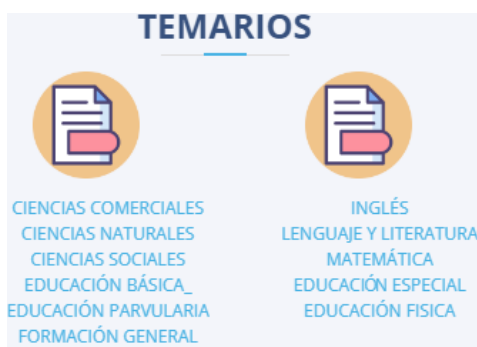 TEMARIOS
CIENCIAS COMERCIALES
CIENCIAS NATURALES
CIENCIAS SOCIALES
EDUCACIÓN BÁSICA_
EDUCACIÓN PARVULARIA
FORMACIÓN GENERAL
INGLÉS
LENGUAJE Y LITERATURA
MATEMÁTICA
EDUCACIÓN ESPECIAL
EDUCACIÓN FISICA